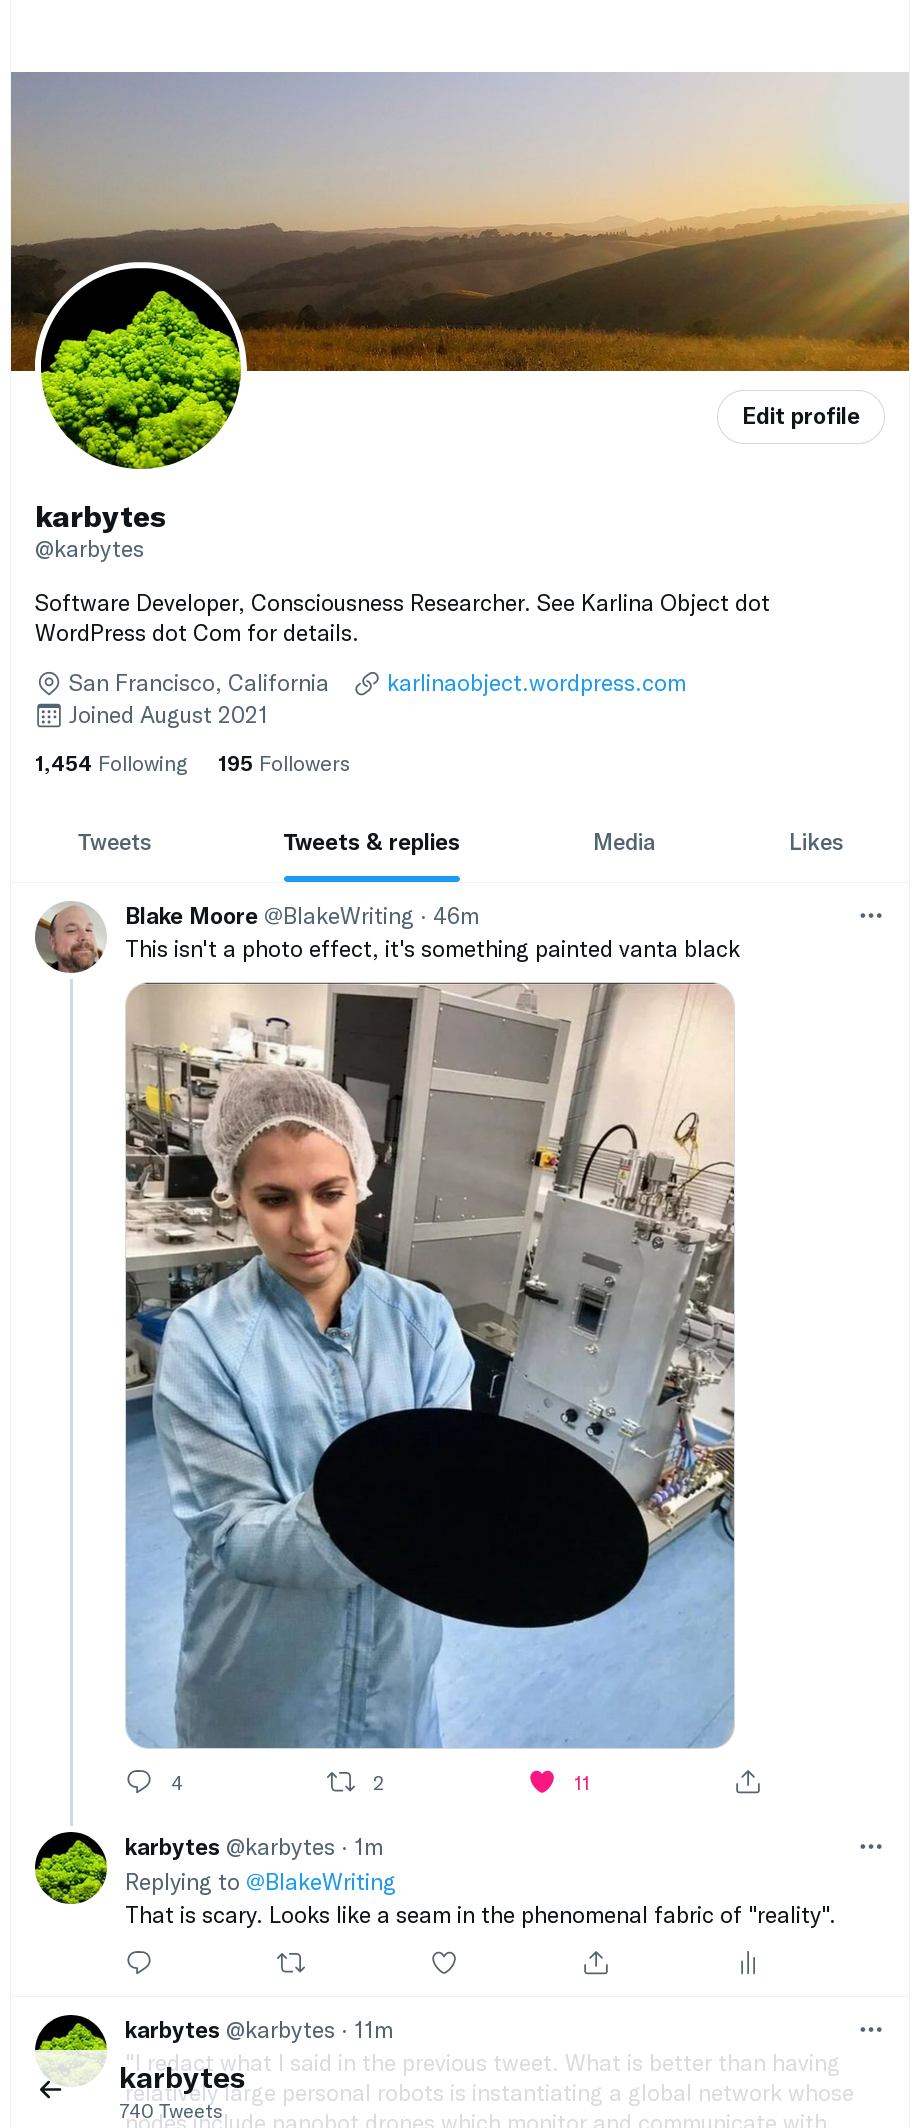 Edit profile
karbytes
@karbytes
Software Developer, Consciousness Researcher. See Karlina Object dot
WordPress dot Com for details.
San Francisco, California karlinaobject.wordpress.com
Joined August 2021
1,454 Following 195 Followers
Tweets Tweets & replies Media Likes
Blake Moore @BlakeWriting · 46m
This isn't a photo effect, it's something painted vanta black
4 2 11
karbytes @karbytes · 1m
Replying to @BlakeWriting
That is scary. Looks like a seam in the phenomenal fabric of "reality".
karbytes @karbytes · 11m
"I redact what I said in the previous tweet. What is better than having
relatively large personal robots is instantiating a global network whose
nodes include nanobot drones which monitor and communicate with
karbytes
740 Tweets